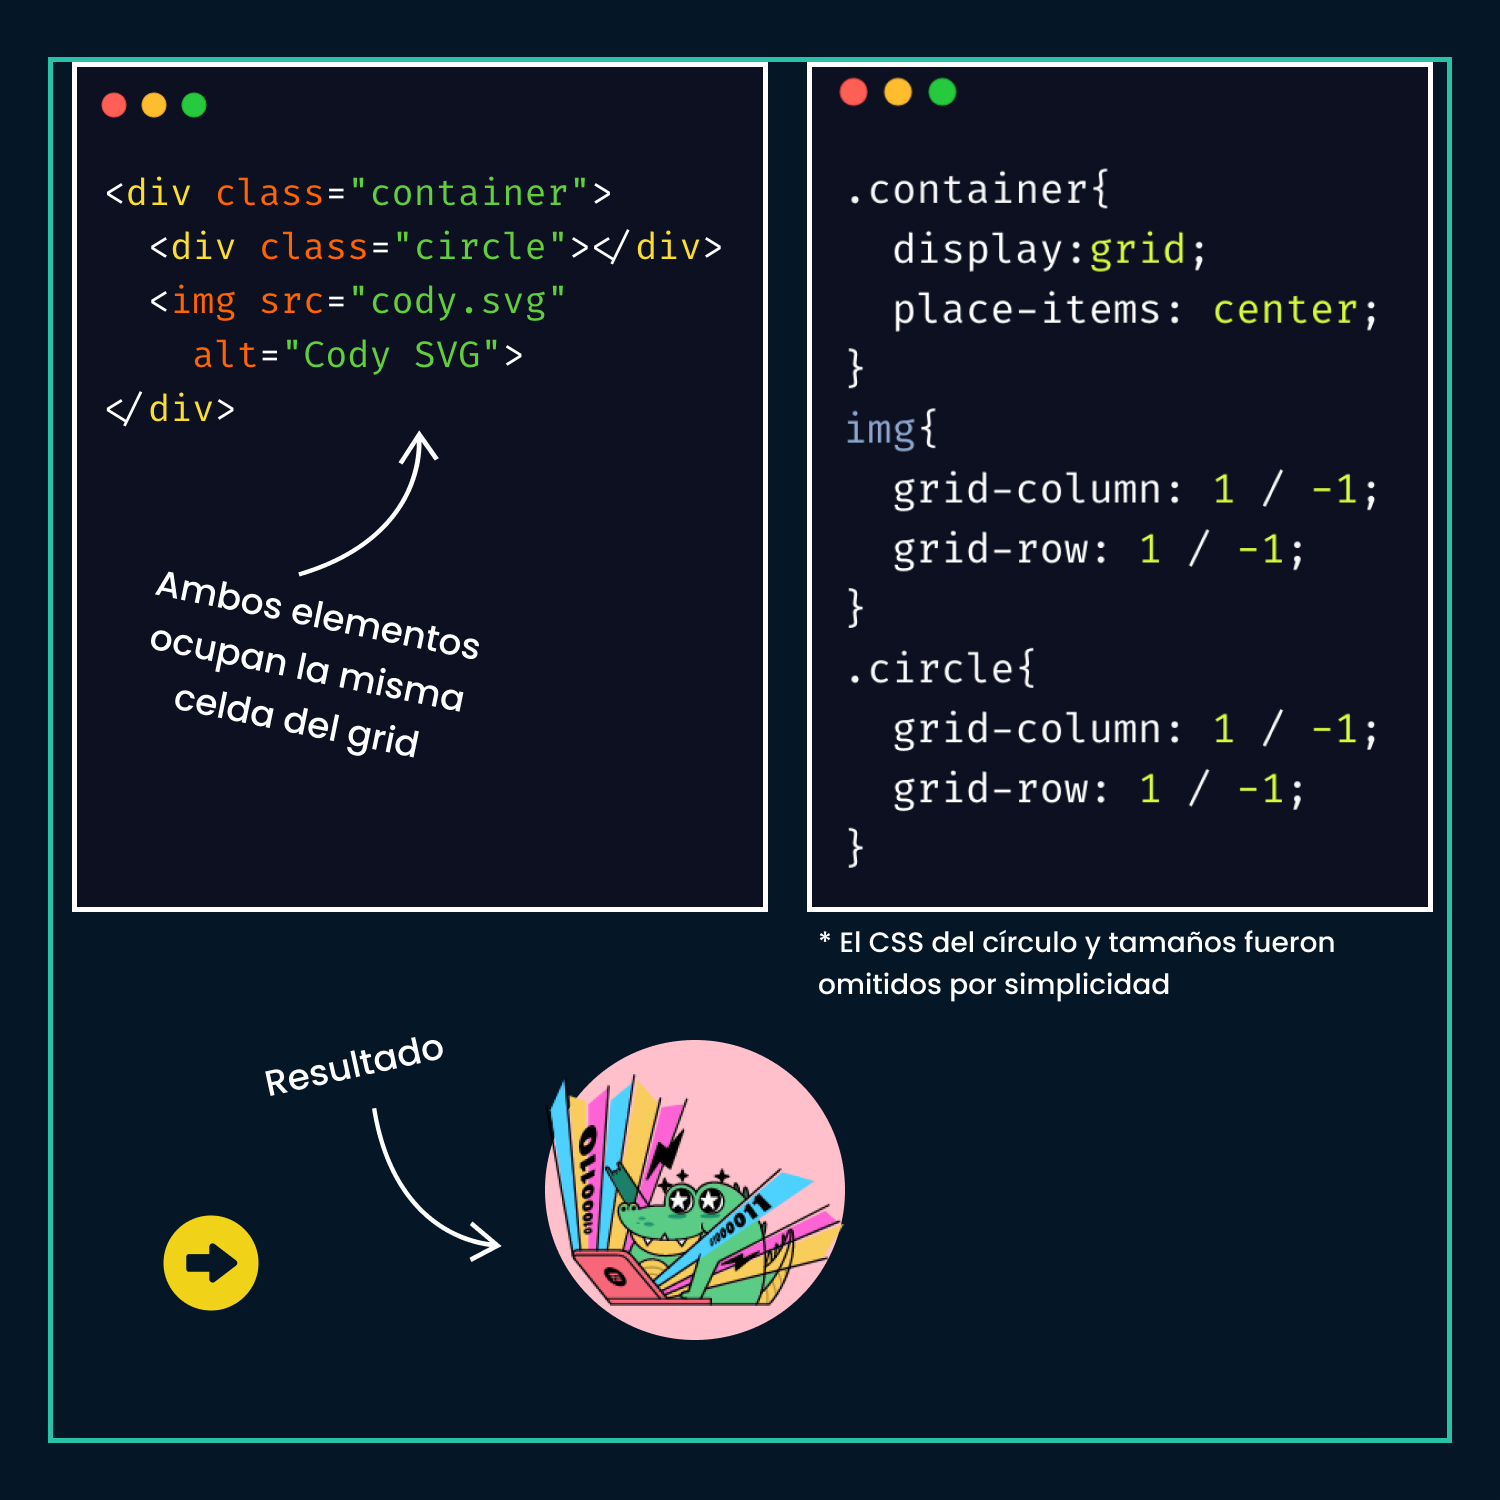 <div class="container">
  <div class="circle"></div>
  <img src="cody.svg"
    alt="Cody SVG">
</div>
Ambos elementos
ocupan la misma
celda del grid
.container{
  display:grid;
  place-items: center;
}
img{
  grid-column: 1 / -1;
  grid-row: 1 / -1;
}
.circle{
  grid-column: 1 / -1;
  grid-row: 1 / -1;
}
* El CSS del círculo y tamaños fueron
omitidos por simplicidad
Resultado
01000110
01000011